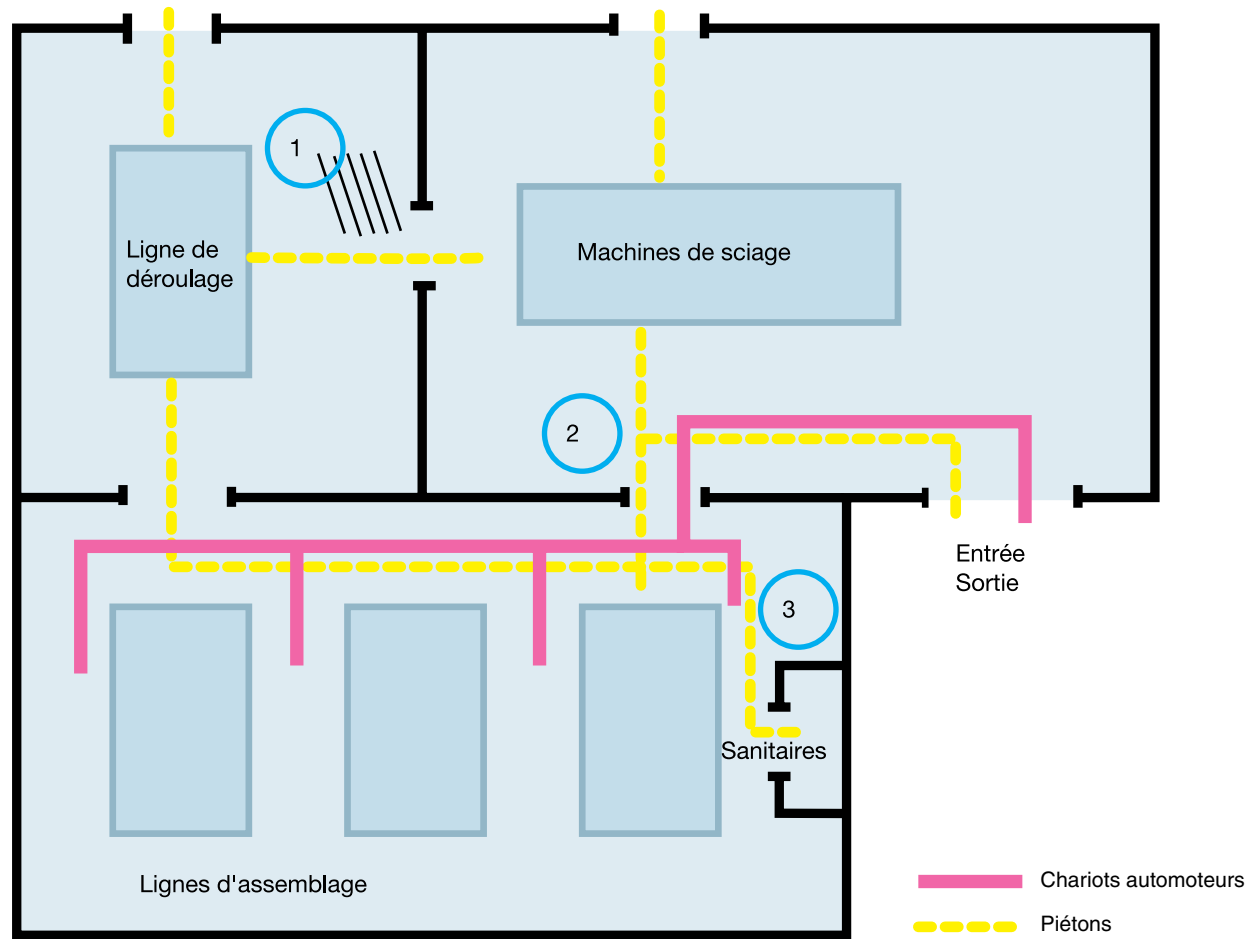 1
Ligne de
déroulage
Machines de sciage
2
Entrée
Sortie
3
Sanitaires
Lignes d'assemblage
Chariots automoteurs
Piétons